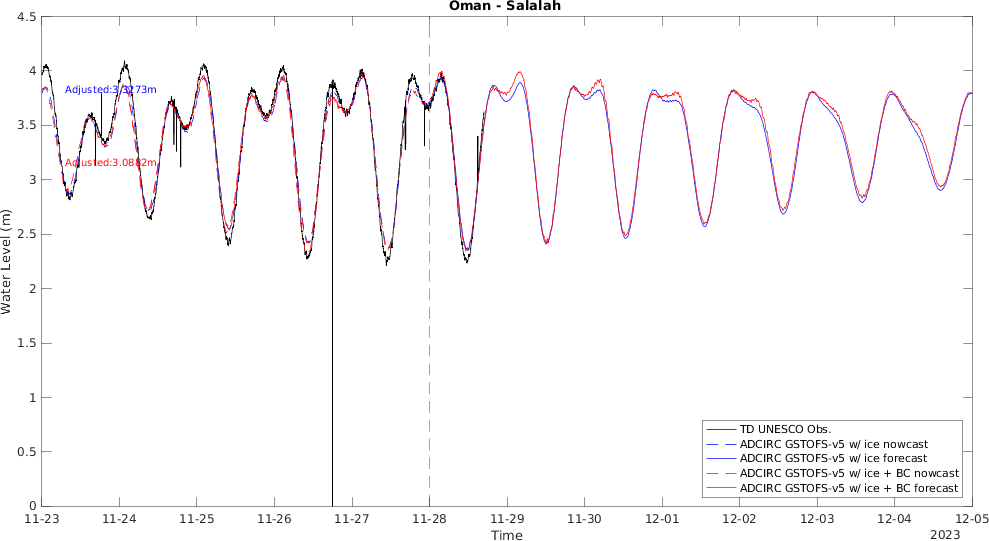 Oman - Salalah
4.5
4
3.5
3
2.5
2
1.5
1
0.5
0
Water Level (m)
Adjusted:3.3273m
Adjusted:3.0882m
TD UNESCO Obs.
ADCIRC GSTOFS-v5 w/ ice nowcast
ADCIRC GSTOFS-v5 w/ ice forecast
ADCIRC GSTOFS-v5 w/ ice + BC nowcast
ADCIRC GSTOFS-v5 w/ ice + BC forecast
11-23 11-24 11-25 11-26 11-27 11-28 11-29 11-30 12-01 12-02 12-03 12-04 12-05
Time
2023